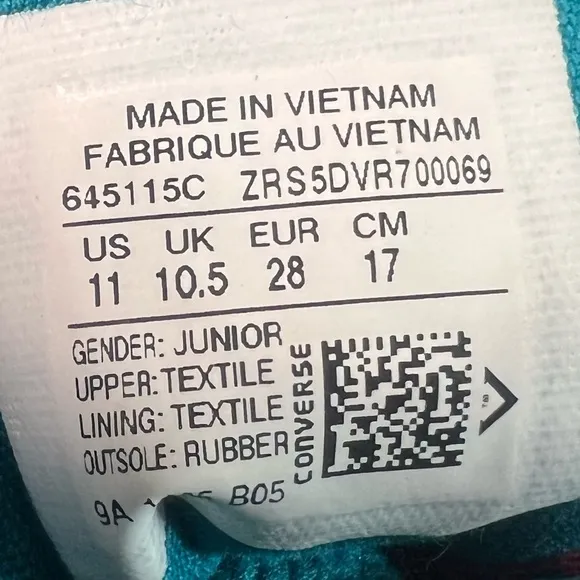 MADE IN VIETNAM
FABRIQUE AU VIETNAM
645115C ZRS5DVR700069
US UK EUR CM
11 10.5 28 17
GENDER: JUNIOR
UPPER: TEXTILE
LINING: TEXTILE
OUTSOLE: RUBBER
CONVERSE
9A B05